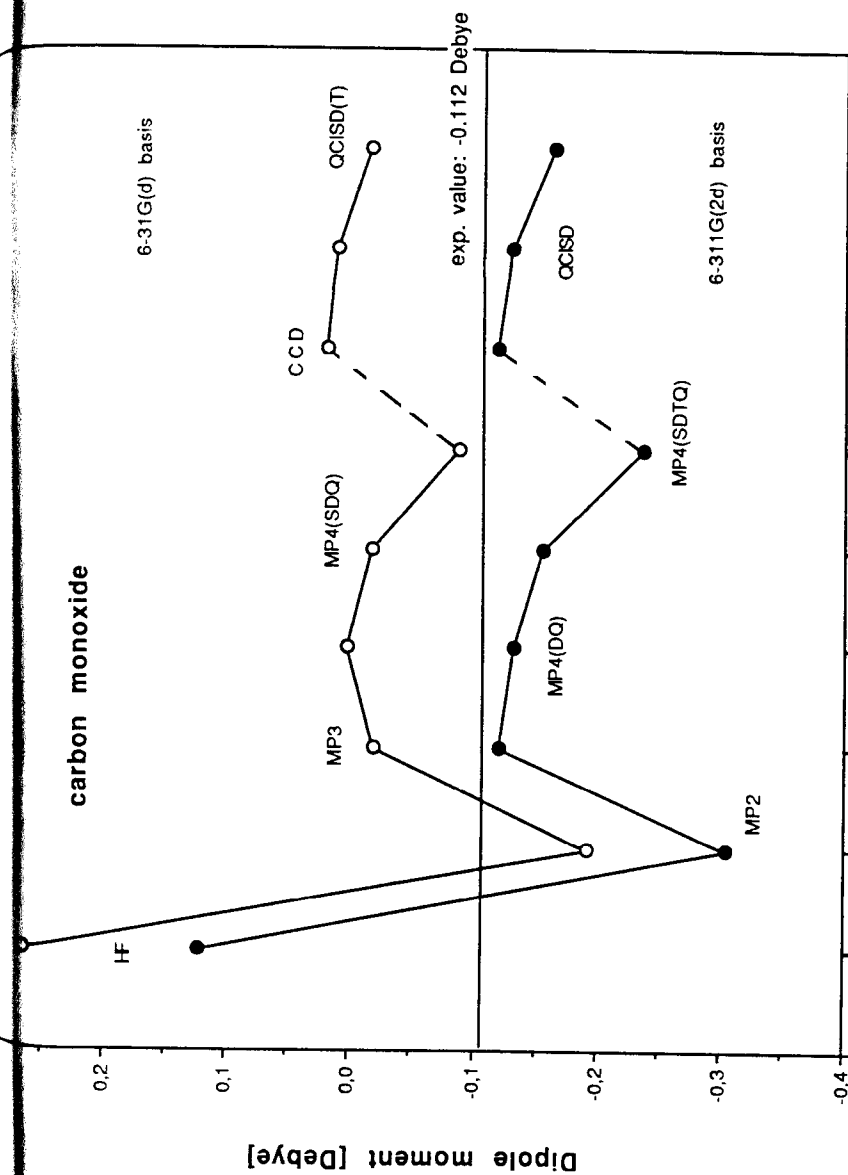 carbon monoxide
6-31G(d) basis
HF
MP3
MP4(SDQ)
C C D
QCISD(T)
exp. value: -0.112 Debye
MP2
MP4(DQ)
MP4(SDTQ)
QCISD
6-311G(2d) basis
0,2
0,1
0,0
-0,1
-0,2
-0,3
-0,4
Dipole moment [Debye]